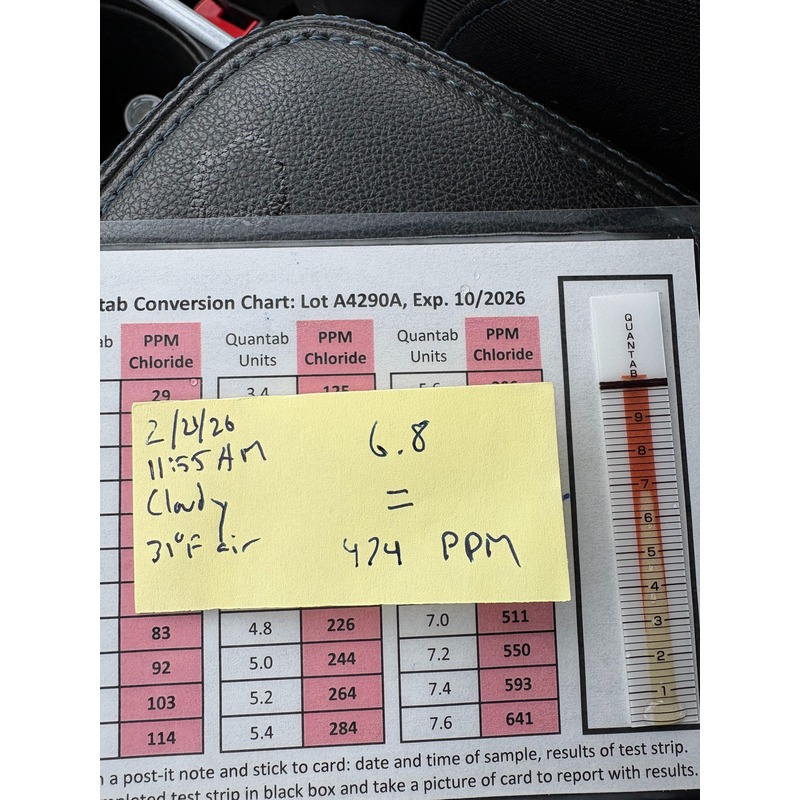 tab Conversion Chart: Lot A4290A, Exp. 10/2026
ab PPM Chloride Quantab Units PPM Chloride Quantab Units PPM Chloride
29 3.4 125
11:55 AM
Cloudy
31°F air
6.8
=
474 PPM
83 4.8 226 7.0 511
92 5.0 244 7.2 550
103 5.2 264 7.4 593
114 5.4 284 7.6 641
a post-it note and stick to card: date and time of sample, results of test strip.
test strip in black box and take a picture of card to report with results.
QUANTAB
9
8
7
6
5
4
3
2
1